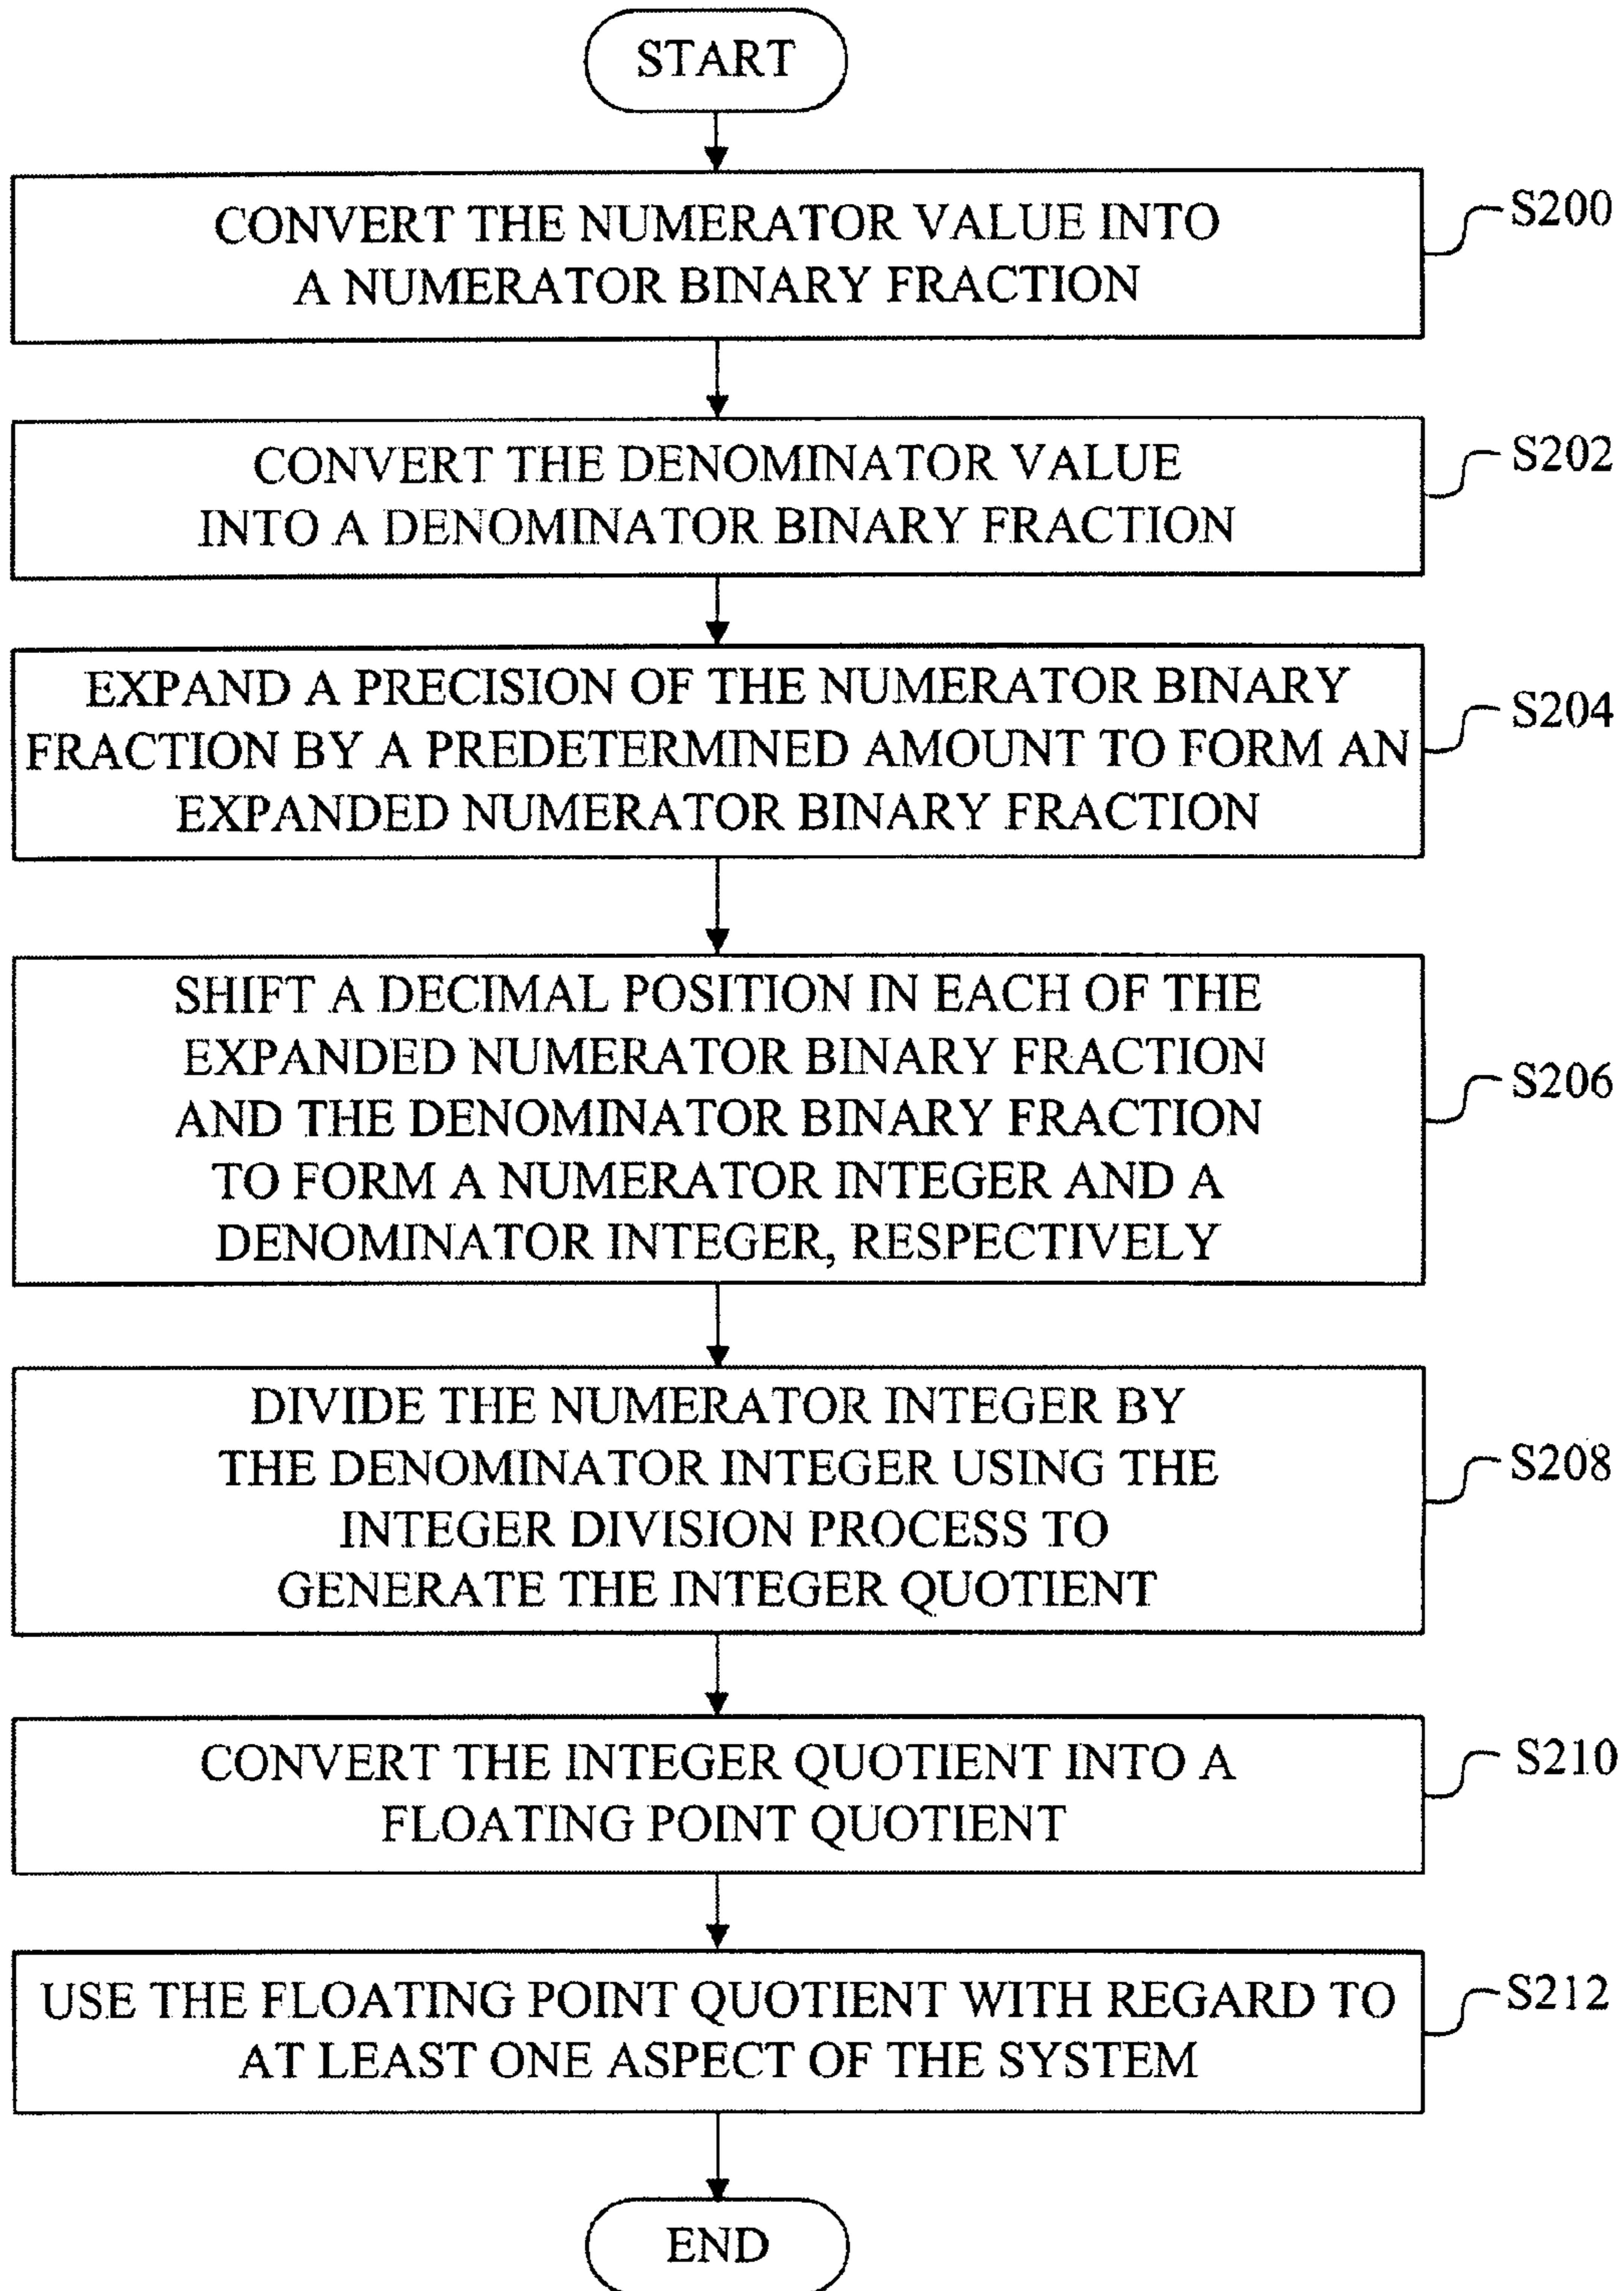 START
CONVERT THE NUMERATOR VALUE INTO
A NUMERATOR BINARY FRACTION
S200
CONVERT THE DENOMINATOR VALUE
INTO A DENOMINATOR BINARY FRACTION
S202
EXPAND A PRECISION OF THE NUMERATOR BINARY
FRACTION BY A PREDETERMINED AMOUNT TO FORM AN
EXPANDED NUMERATOR BINARY FRACTION
S204
SHIFT A DECIMAL POSITION IN EACH OF THE
EXPANDED NUMERATOR BINARY FRACTION
AND THE DENOMINATOR BINARY FRACTION
TO FORM A NUMERATOR INTEGER AND A
DENOMINATOR INTEGER, RESPECTIVELY
S206
DIVIDE THE NUMERATOR INTEGER BY
THE DENOMINATOR INTEGER USING THE
INTEGER DIVISION PROCESS TO
GENERATE THE INTEGER QUOTIENT
S208
CONVERT THE INTEGER QUOTIENT INTO A
FLOATING POINT QUOTIENT
S210
USE THE FLOATING POINT QUOTIENT WITH REGARD TO
AT LEAST ONE ASPECT OF THE SYSTEM
S212
END